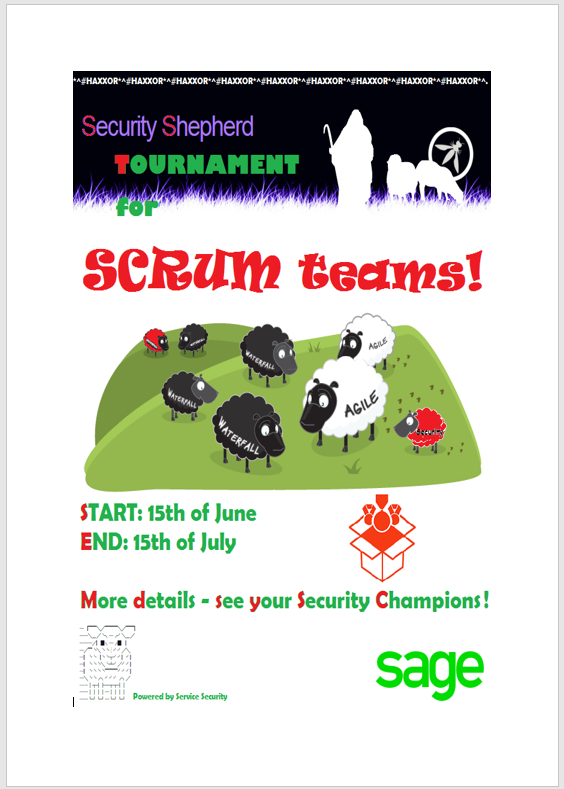 *^#HAXXOR*^#HAXXOR*^#HAXXOR*^#HAXXOR*^#HAXXOR*^#HAXXOR*^#HAXXOR*^#HAXXOR*^#HAXXOR*^.
Security Shepherd
TOURNAMENT
for
SCRUM teams!
WATERFALL
AGILE
WATERFALL
AGILE
WATERFALL
Security
START: 15th of June
END: 15th of July
More details - see your Security Champions!
sage
Powered by Service Security